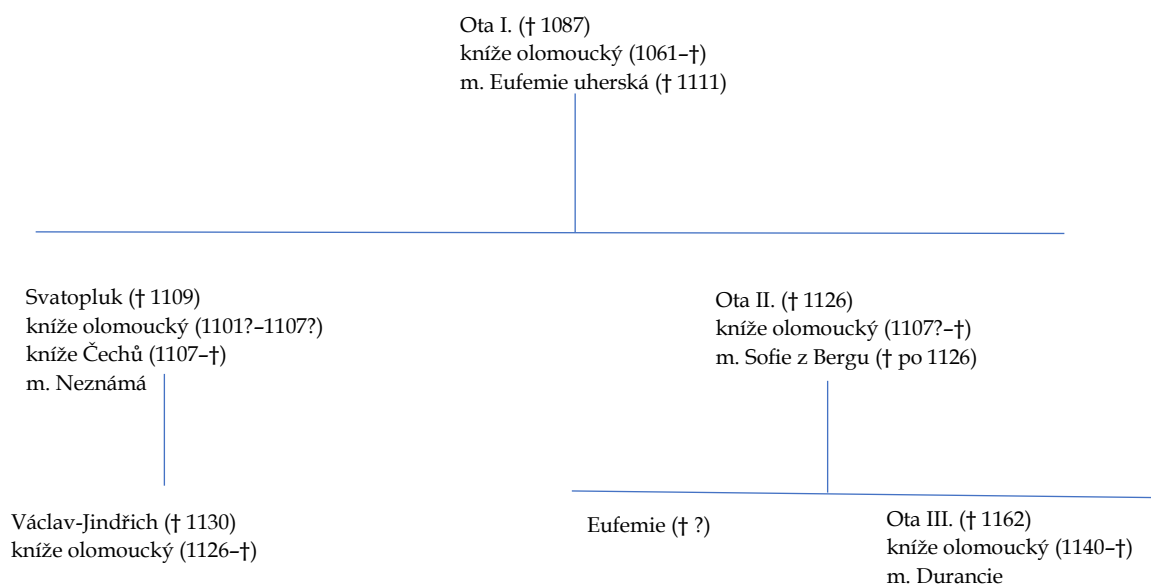 Ota I. († 1087)
kníže olomoucký (1061–†)
m. Eufemie uherská († 1111)
Svatopluk († 1109)
kníže olomoucký (1101?–1107?)
kníže Čechů (1107–†)
m. Neznámá
Ota II. († 1126)
kníže olomoucký (1107?–†)
m. Sofie z Bergu († po 1126)
Václav-Jindřich († 1130)
kníže olomoucký (1126–†)
Eufemie († ?)
Ota III. († 1162)
kníže olomoucký (1140–†)
m. Durancie